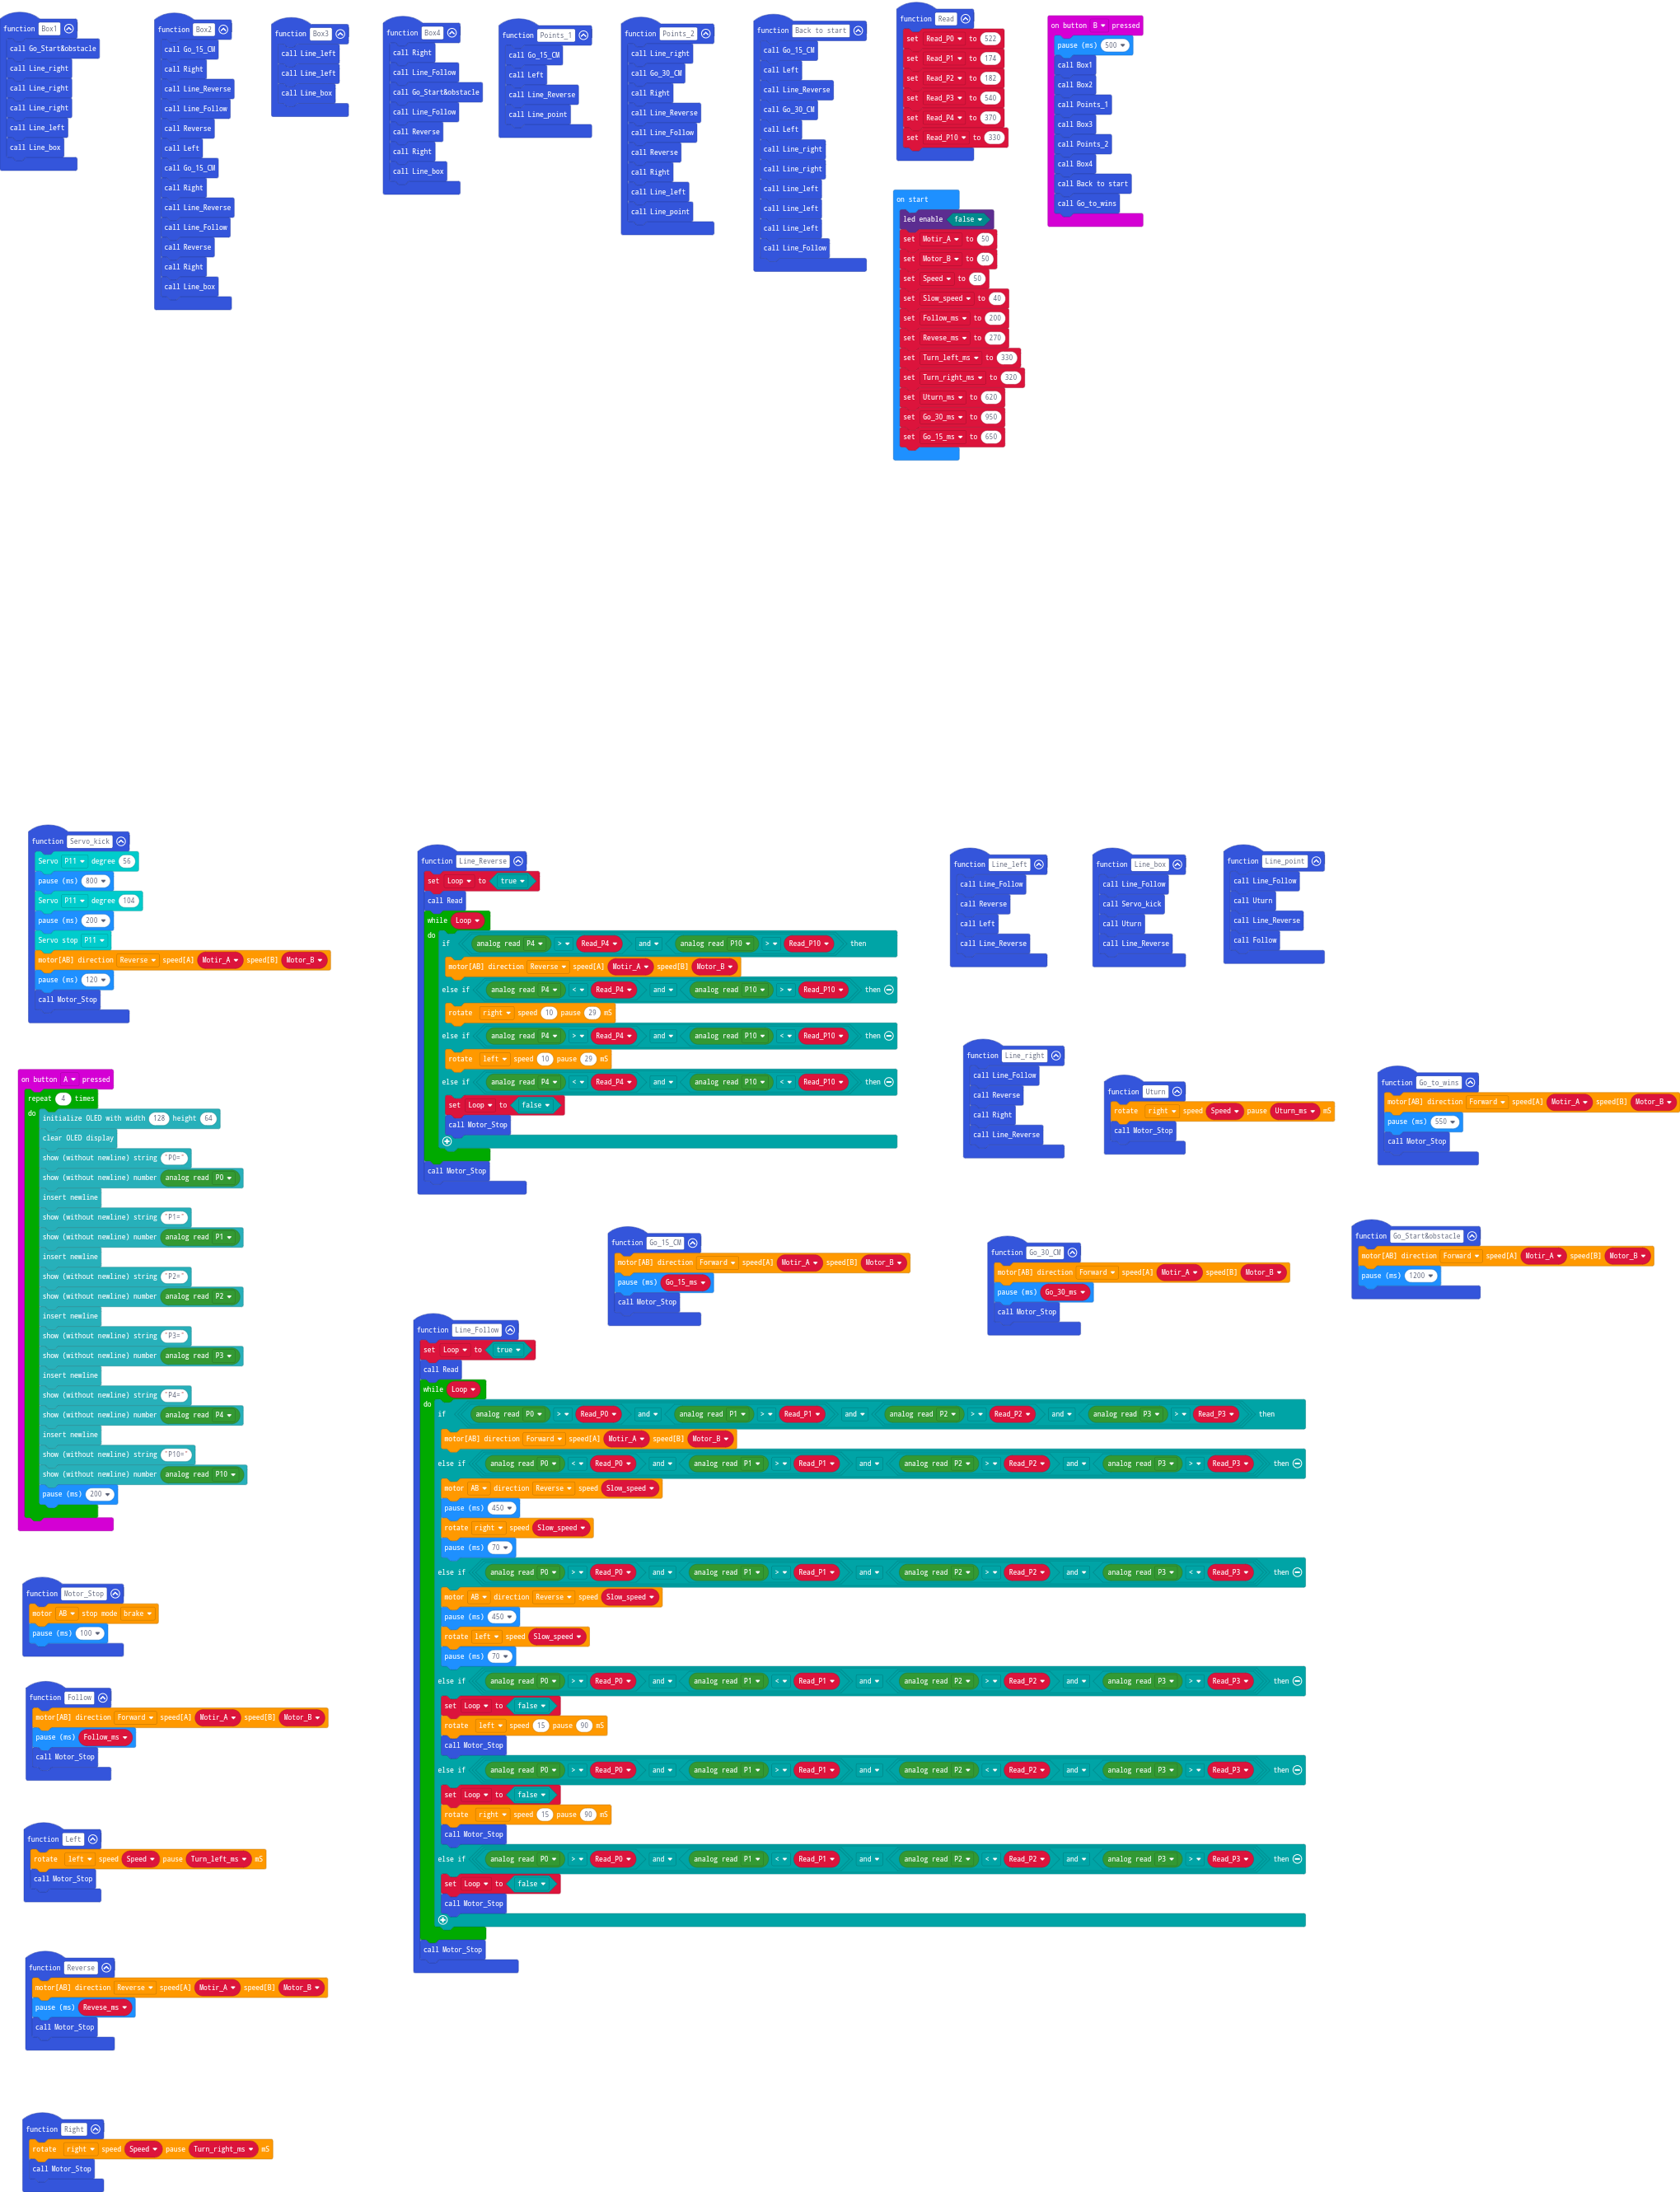 function Box1
call Go_Start&obstacle
call Line_right
call Line_right
call Line_right
call Line_left
call Line_box
function Box2
call Go_15_CM
call Right
call Line_Reverse
call Line_Follow
call Reverse
call Left
call Go_15_CM
call Right
call Line_Reverse
call Line_Follow
call Reverse
call Right
call Line_box
function Box3
call Line_left
call Line_left
call Line_box
function Box4
call Right
call Line_Follow
call Go_Start&obstacle
call Line_Follow
call Reverse
call Right
call Line_box
function Points_1
call Go_15_CM
call Left
call Line_Reverse
call Line_point
function Points_2
call Line_right
call Go_30_CM
call Right
call Line_Reverse
call Line_Follow
call Reverse
call Right
call Line_left
call Line_point
function Back to start
call Go_15_CM
call Left
call Line_Reverse
call Go_30_CM
call Left
call Line_right
call Line_right
call Line_left
call Line_left
call Line_left
call Line_Follow
function Read
set Read_P0 to 522
set Read_P1 to 174
set Read_P2 to 182
set Read_P3 to 540
set Read_P4 to 370
set Read_P10 to 330
on start
led enable false
set Motir_A to 50
set Motor_B to 50
set Speed to 50
set Slow_speed to 40
set Follow_ms to 200
set Revese_ms to 270
set Turn_left_ms to 330
set Turn_right_ms to 320
set Uturn_ms to 620
set Go_30_ms to 950
set Go_15_ms to 650
on button B pressed
pause (ms) 500
call Box1
call Box2
call Points_1
call Box3
call Points_2
call Box4
call Back to start
call Go_to_wins
function Servo_kick
Servo P11 degree 56
pause (ms) 800
Servo P11 degree 104
pause (ms) 200
Servo stop P11
motor[AB] direction Reverse speed[A] Motir_A speed[B] Motor_B
pause (ms) 120
call Motor_Stop
on button A pressed
repeat 4 times
do
initialize OLED with width 128 height 64
clear OLED display
show (without newline) string "P0="
show (without newline) number analog read P0
insert newline
show (without newline) string "P1="
show (without newline) number analog read P1
insert newline
show (without newline) string "P2="
show (without newline) number analog read P2
insert newline
show (without newline) string "P3="
show (without newline) number analog read P3
insert newline
show (without newline) string "P4="
show (without newline) number analog read P4
insert newline
show (without newline) string "P10="
show (without newline) number analog read P10
pause (ms) 200
function Motor_Stop
motor AB stop mode brake
pause (ms) 100
function Follow
motor[AB] direction Forward speed[A] Motir_A speed[B] Motor_B
pause (ms) Follow_ms
call Motor_Stop
function Left
rotate left speed Speed pause Turn_left_ms mS
call Motor_Stop
function Reverse
motor[AB] direction Reverse speed[A] Motir_A speed[B] Motor_B
pause (ms) Revese_ms
call Motor_Stop
function Right
rotate right speed Speed pause Turn_right_ms mS
call Motor_Stop
function Line_Reverse
set Loop to true
call Read
while Loop
do
if analog read P4 > Read_P4 and analog read P10 > Read_P10 then
motor[AB] direction Reverse speed[A] Motir_A speed[B] Motor_B
else if analog read P4 < Read_P4 and analog read P10 > Read_P10 then
rotate right speed 10 pause 29 mS
else if analog read P4 > Read_P4 and analog read P10 < Read_P10 then
rotate left speed 10 pause 29 mS
else if analog read P4 < Read_P4 and analog read P10 < Read_P10 then
set Loop to false
call Motor_Stop
call Motor_Stop
function Line_left
call Line_Follow
call Reverse
call Left
call Line_Reverse
function Line_box
call Line_Follow
call Servo_kick
call Uturn
call Line_Reverse
function Line_point
call Line_Follow
call Uturn
call Line_Reverse
call Follow
function Line_right
call Line_Follow
call Reverse
call Right
call Line_Reverse
function Uturn
rotate right speed Speed pause Uturn_ms mS
call Motor_Stop
function Go_to_wins
motor[AB] direction Forward speed[A] Motir_A speed[B] Motor_B
pause (ms) 550
call Motor_Stop
function Go_15_CM
motor[AB] direction Forward speed[A] Motir_A speed[B] Motor_B
pause (ms) Go_15_ms
call Motor_Stop
function Go_30_CM
motor[AB] direction Forward speed[A] Motir_A speed[B] Motor_B
pause (ms) Go_30_ms
call Motor_Stop
function Go_Start&obstacle
motor[AB] direction Forward speed[A] Motir_A speed[B] Motor_B
pause (ms) 1200
function Line_Follow
set Loop to true
call Read
while Loop
do
if analog read P0 > Read_P0 and analog read P1 > Read_P1 and analog read P2 > Read_P2 and analog read P3 > Read_P3 then
motor[AB] direction Forward speed[A] Motir_A speed[B] Motor_B
else if analog read P0 < Read_P0 and analog read P1 > Read_P1 and analog read P2 > Read_P2 and analog read P3 > Read_P3 then
motor AB direction Reverse speed Slow_speed
pause (ms) 450
rotate right speed Slow_speed
pause (ms) 70
else if analog read P0 > Read_P0 and analog read P1 > Read_P1 and analog read P2 > Read_P2 and analog read P3 < Read_P3 then
motor AB direction Reverse speed Slow_speed
pause (ms) 450
rotate left speed Slow_speed
pause (ms) 70
else if analog read P0 > Read_P0 and analog read P1 < Read_P1 and analog read P2 > Read_P2 and analog read P3 > Read_P3 then
set Loop to false
rotate left speed 15 pause 90 mS
call Motor_Stop
else if analog read P0 > Read_P0 and analog read P1 > Read_P1 and analog read P2 < Read_P2 and analog read P3 > Read_P3 then
set Loop to false
rotate right speed 15 pause 90 mS
call Motor_Stop
else if analog read P0 > Read_P0 and analog read P1 < Read_P1 and analog read P2 < Read_P2 and analog read P3 > Read_P3 then
set Loop to false
call Motor_Stop
call Motor_Stop